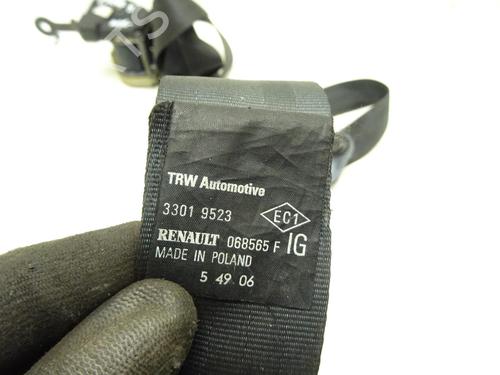 TRW Automotive
3301 9523
EC1
RENAULT 068565 F IG
MADE IN POLAND
5 49 06